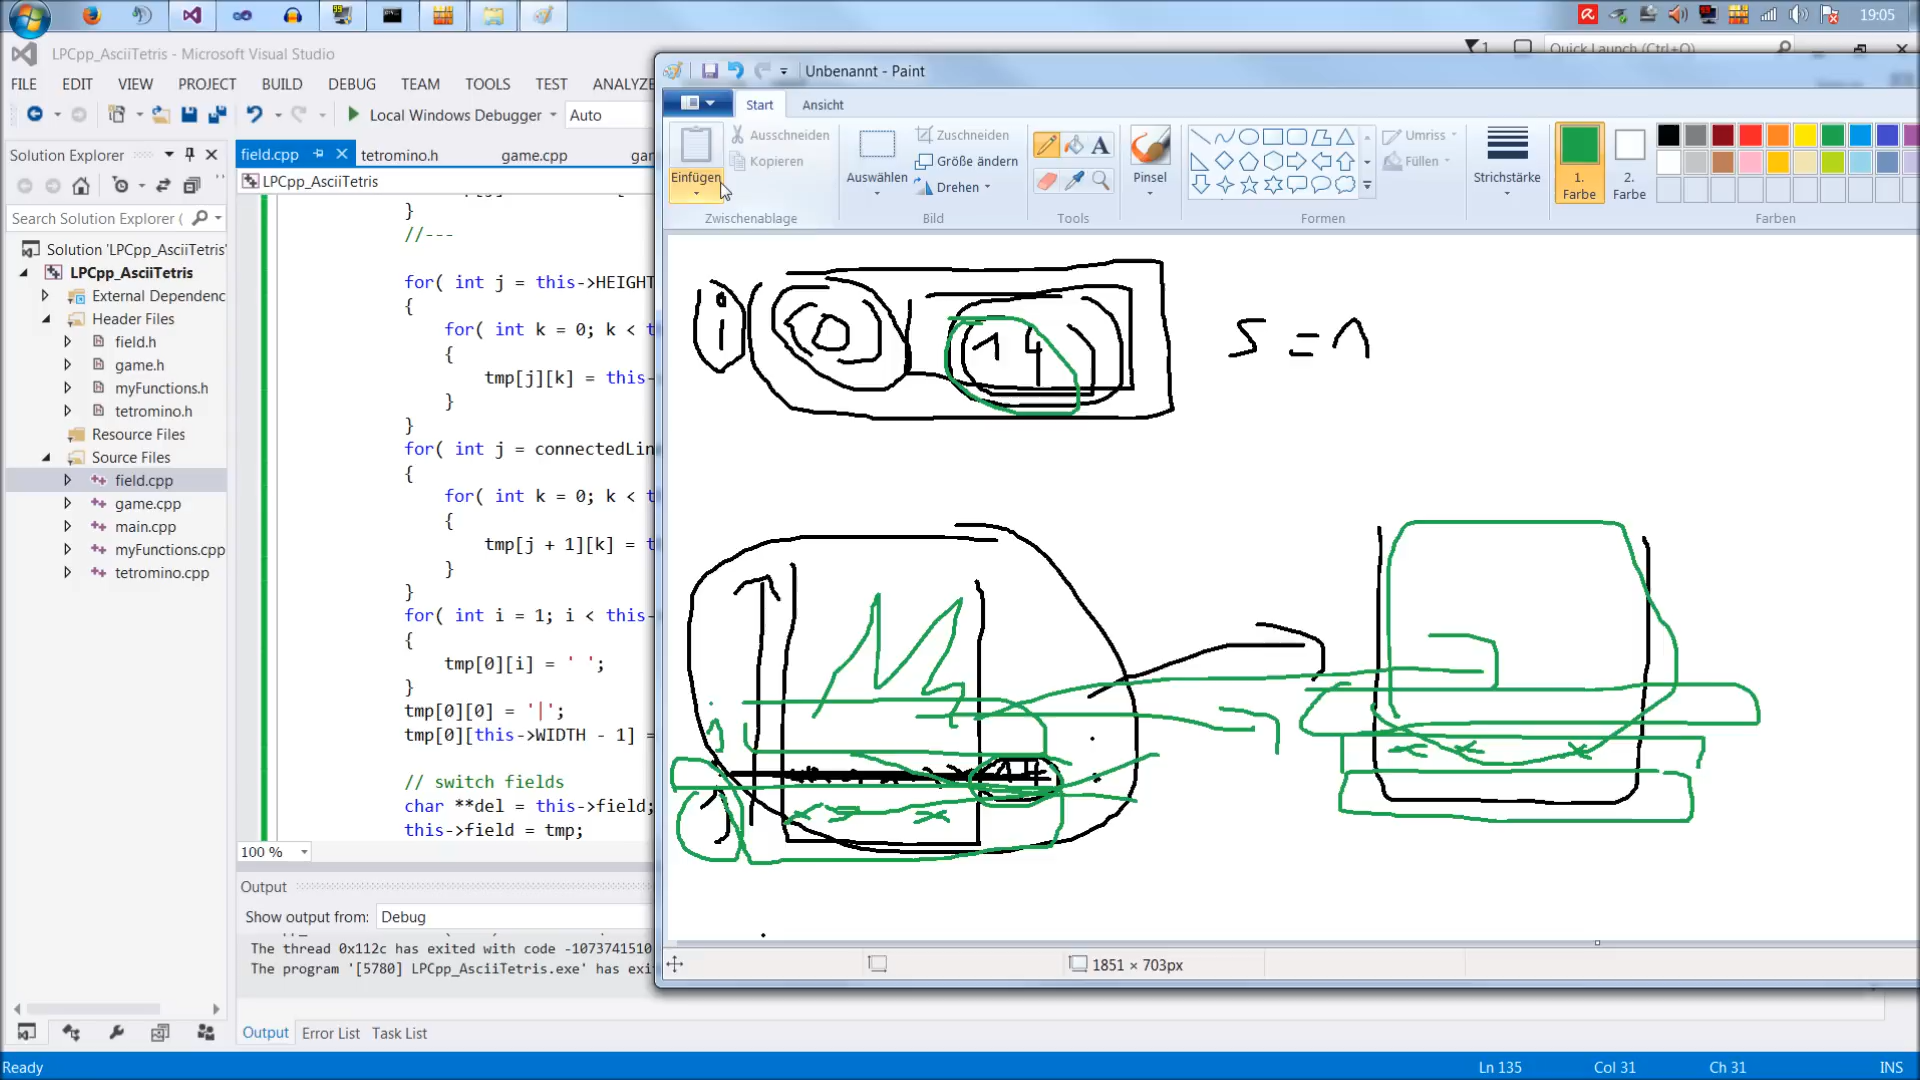 19:05
LPCpp_AsciiTetris - Microsoft Visual Studio
1
Quick Launch (Ctrl+Q)
FILE EDIT VIEW PROJECT BUILD DEBUG TEAM TOOLS TEST ANALYZE
Local Windows Debugger Auto
Unbenannt - Paint
Start Ansicht
Einfügen
Ausschneiden
Kopieren
Zwischenablage
Auswählen
Zuschneiden
Größe ändern
Drehen
Bild
Tools
Pinsel
Formen
Umriss
Füllen
Strichstärke
1. Farbe
2. Farbe
Farben
Solution Explorer
Search Solution Explorer (
Solution 'LPCpp_AsciiTetris'
LPCpp_AsciiTetris
External Dependenc
Header Files
field.h
game.h
myFunctions.h
tetromino.h
Resource Files
Source Files
field.cpp
game.cpp
main.cpp
myFunctions.cpp
tetromino.cpp
field.cpp tetromino.h game.cpp
LPCpp_AsciiTetris
}
//---
for( int j = this->HEIGHT
{
for( int k = 0; k < t
{
tmp[j][k] = this-
}
}
for( int j = connectedLin
{
for( int k = 0; k < t
{
tmp[j + 1][k] = t
}
}
for( int i = 1; i < this-
{
tmp[0][i] = ' ';
}
tmp[0][0] = '|';
tmp[0][this->WIDTH - 1] =
// switch fields
char **del = this->field;
this->field = tmp;
100 %
i 0 14 S = 1
14
j
Output
Show output from: Debug
The thread 0x112c has exited with code -1073741510
The program '[5780] LPCpp_AsciiTetris.exe' has exi
1851 × 703px
Output Error List Task List
Ready Ln 135 Col 31 Ch 31 INS